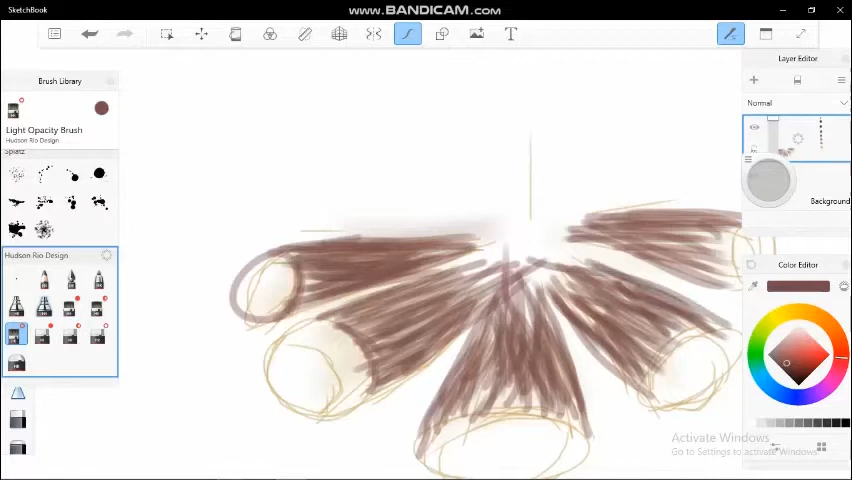 SketchBook
www.BANDICAM.com
T
Brush Library
Light Opacity Brush
Hudson Rio Design
Splatz
Hudson Rio Design
Layer Editor
Normal
Background
Color Editor
Activate Windows
Go to Settings to activate Windows.